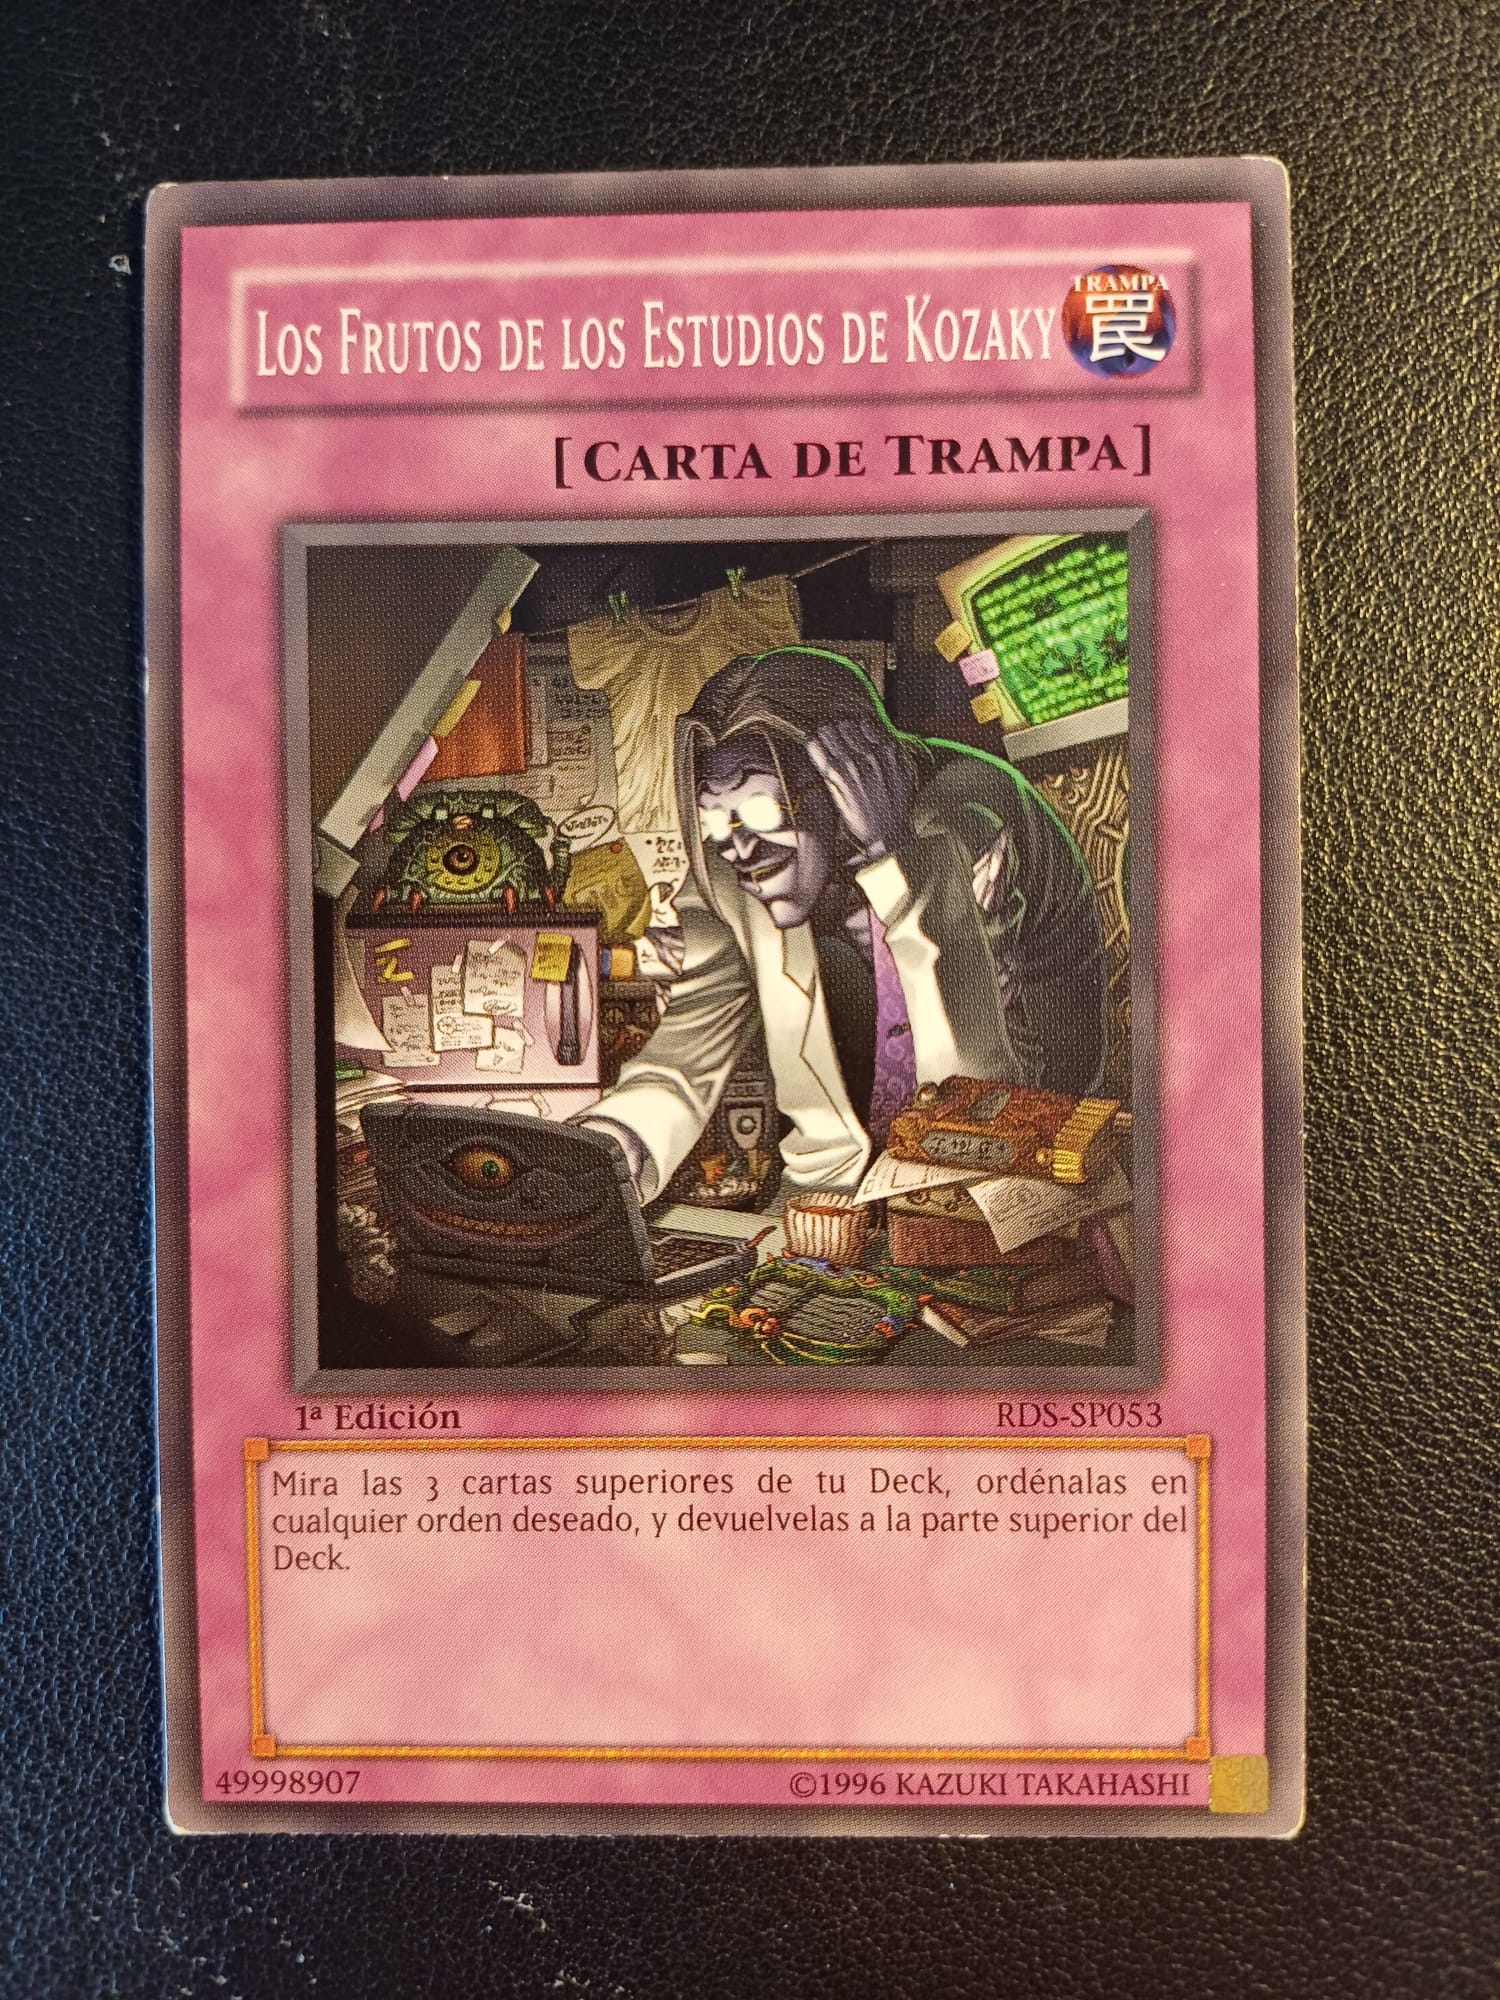 Los Frutos de los Estudios de Kozaky
TRAMPA
罠
[Carta de Trampa]
1ª Edición
RDS-SP053
Mira las 3 cartas superiores de tu Deck, ordénalas en
cualquier orden deseado, y devuelvelas a la parte superior del
Deck.
49998907
©1996 KAZUKI TAKAHASHI